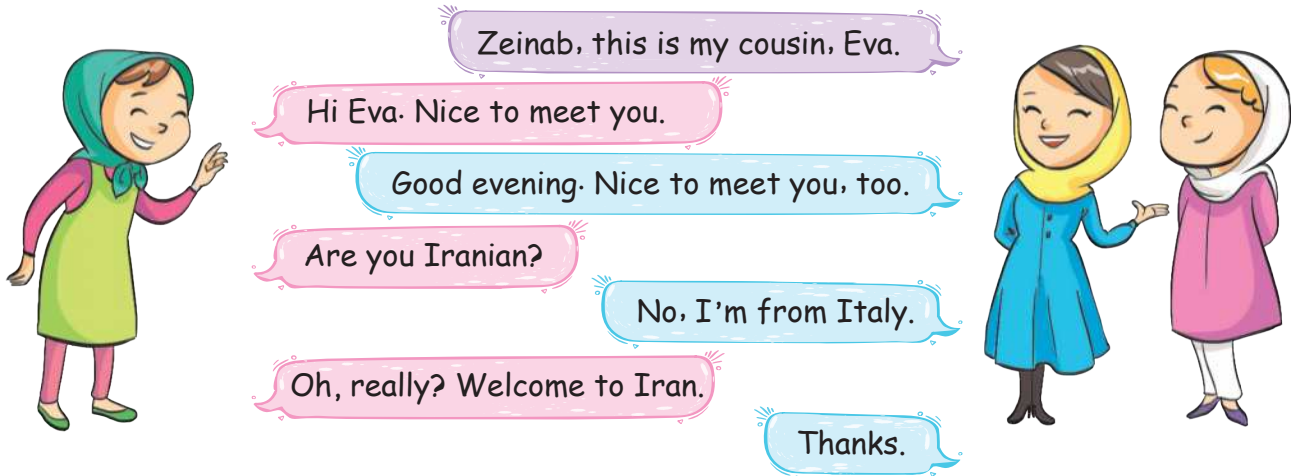 Zeinab, this is my cousin, Eva.
Hi Eva. Nice to meet you.
Good evening. Nice to meet you, too.
Are you Iranian?
No, I'm from Italy.
Oh, really? Welcome to Iran.
Thanks.